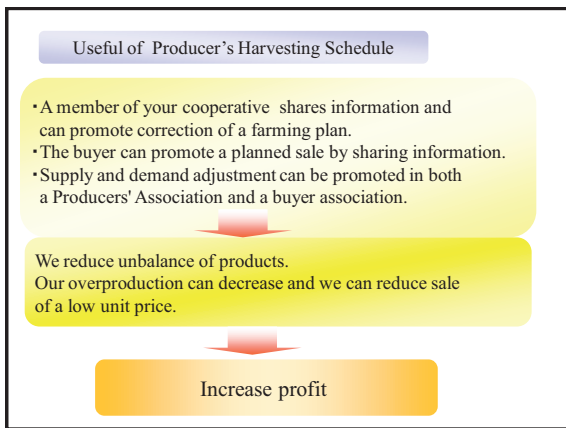 Useful of Producer's Harvesting Schedule
・A member of your cooperative shares information and
can promote correction of a farming plan.
・The buyer can promote a planned sale by sharing information.
・Supply and demand adjustment can be promoted in both
a Producers' Association and a buyer association.
We reduce unbalance of products.
Our overproduction can decrease and we can reduce sale
of a low unit price.
Increase profit